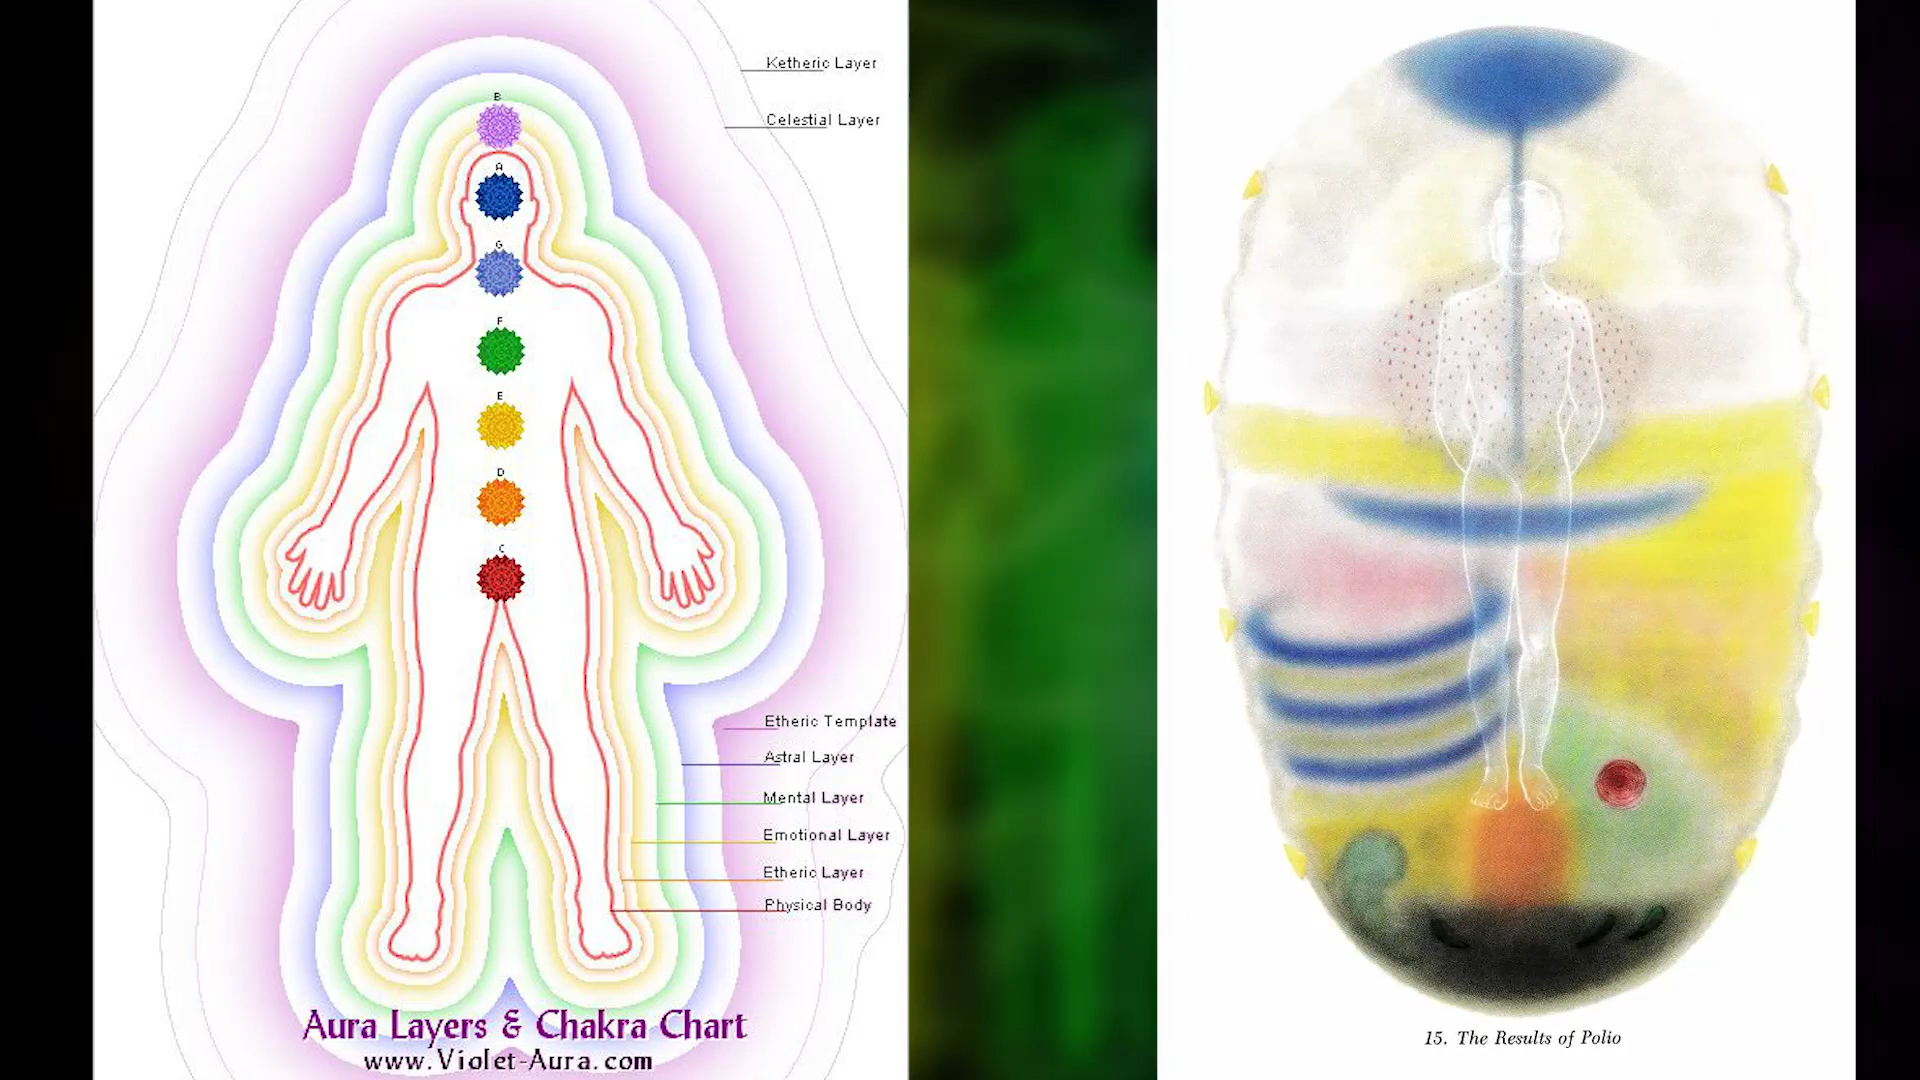 Ketheric Layer
Celestial Layer
B
A
G
F
E
D
C
Etheric Template
Astral Layer
Mental Layer
Emotional Layer
Etheric Layer
Physical Body
Aura Layers & Chakra Chart
www.Violet-Aura.com
15. The Results of Polio